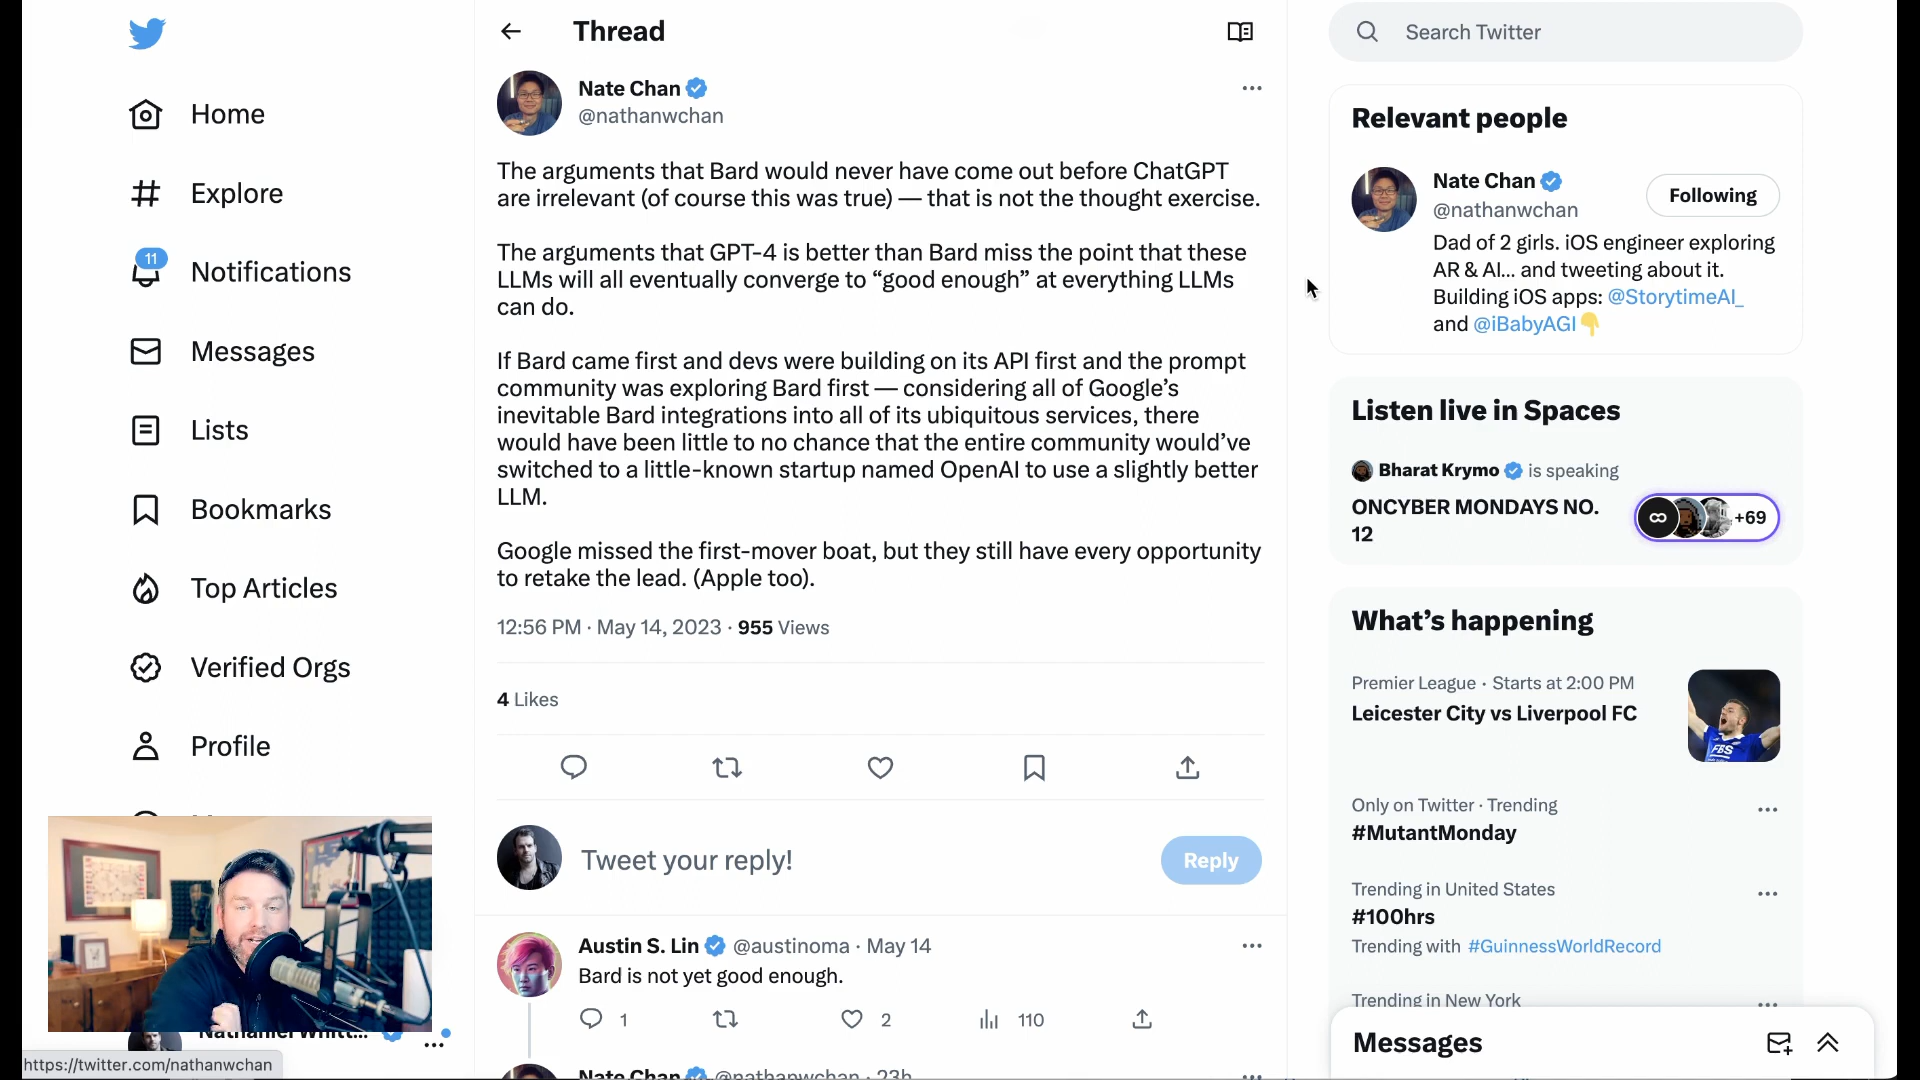 Home
Explore
11
Notifications
Messages
Lists
Bookmarks
Top Articles
Verified Orgs
Profile
https://twitter.com/nathanwchan
Thread
Nate Chan
@nathanwchan
The arguments that Bard would never have come out before ChatGPT
are irrelevant (of course this was true) — that is not the thought exercise.
The arguments that GPT-4 is better than Bard miss the point that these
LLMs will all eventually converge to “good enough” at everything LLMs
can do.
If Bard came first and devs were building on its API first and the prompt
community was exploring Bard first — considering all of Google’s
inevitable Bard integrations into all of its ubiquitous services, there
would have been little to no chance that the entire community would’ve
switched to a little-known startup named OpenAI to use a slightly better
LLM.
Google missed the first-mover boat, but they still have every opportunity
to retake the lead. (Apple too).
12:56 PM · May 14, 2023 · 955 Views
4 Likes
Tweet your reply!
Reply
Austin S. Lin @austinoma · May 14
Bard is not yet good enough.
1
2
110
Nate Chan @nathanwchan · 23h
Search Twitter
Relevant people
Nate Chan
@nathanwchan
Following
Dad of 2 girls. iOS engineer exploring
AR & AI... and tweeting about it.
Building iOS apps: @StorytimeAI_
and @iBabyAGI
Listen live in Spaces
Bharat Krymo is speaking
ONCYBER MONDAYS NO.
12
+69
What’s happening
Premier League · Starts at 2:00 PM
Leicester City vs Liverpool FC
FBS
Only on Twitter · Trending
#MutantMonday
Trending in United States
#100hrs
Trending with #GuinnessWorldRecord
Trending in New York
Messages